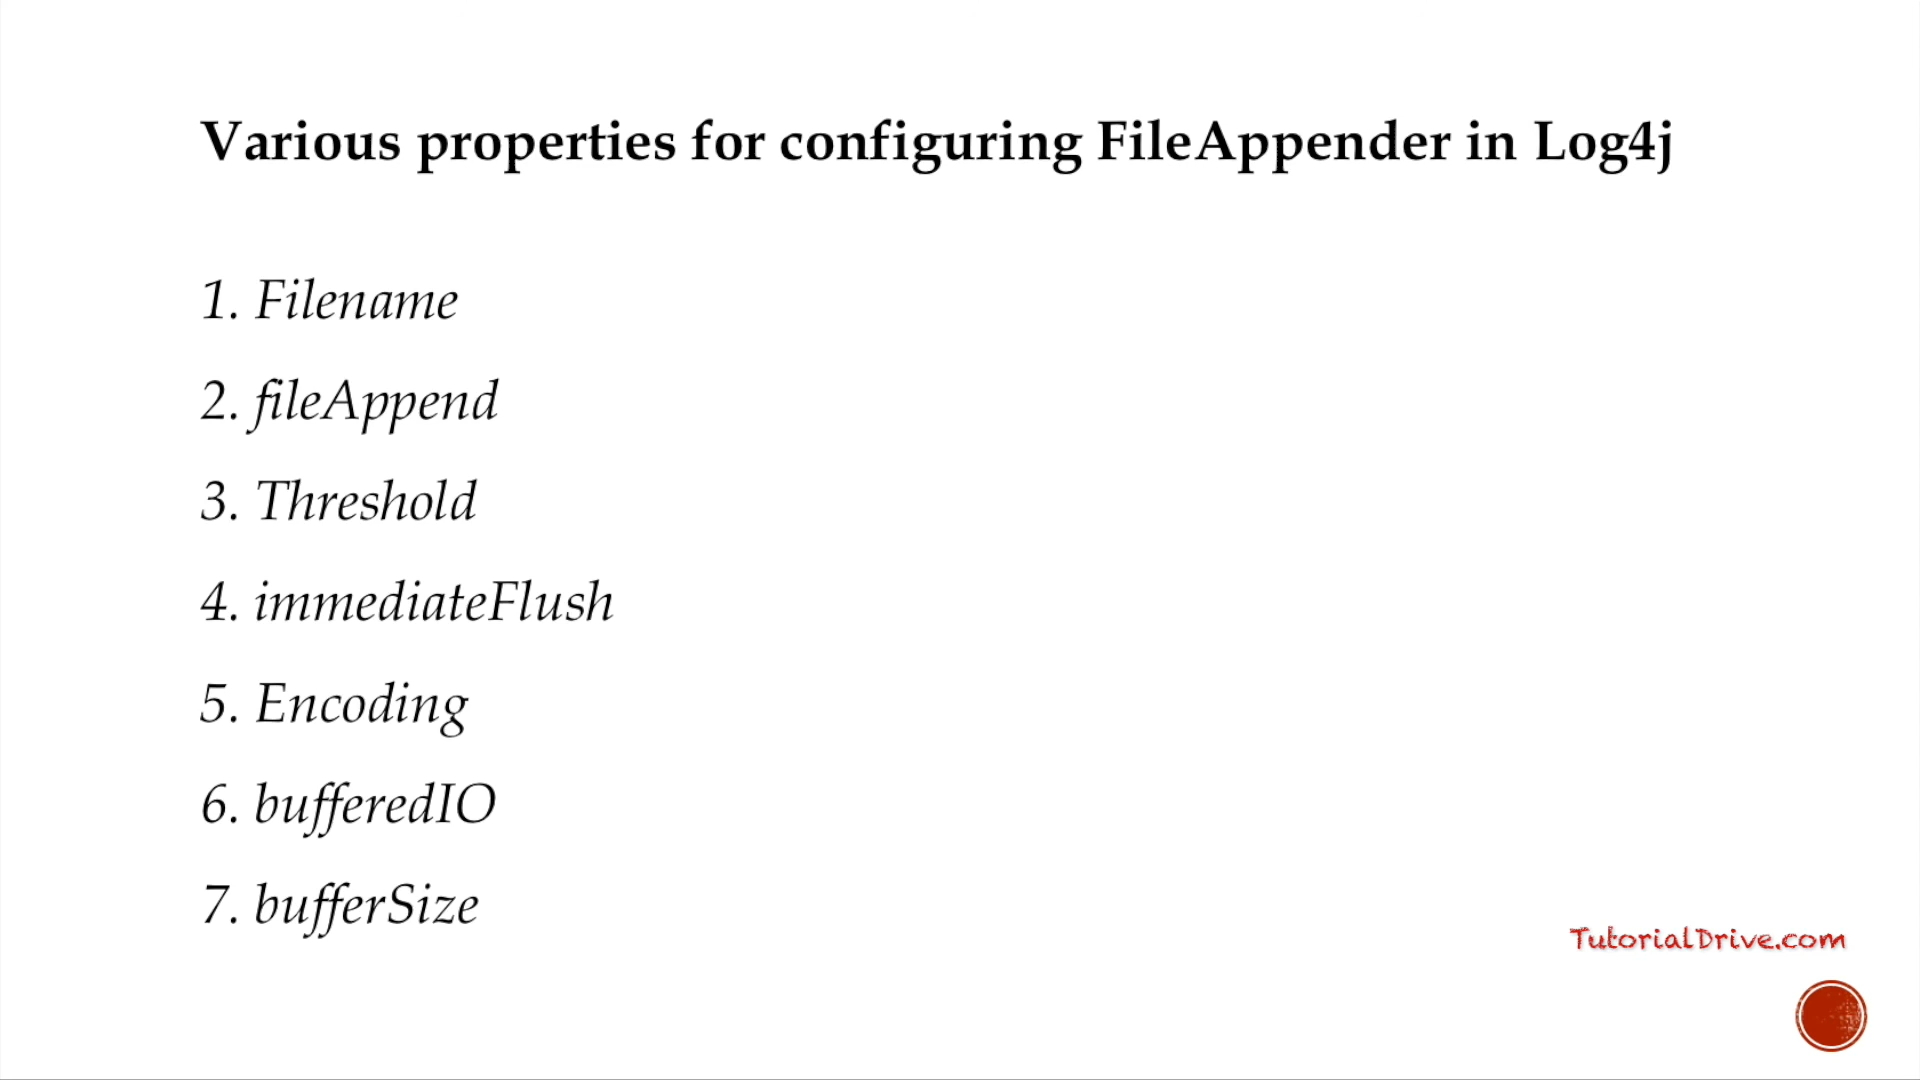 Various properties for configuring FileAppender in Log4j
1. Filename
2. fileAppend
3. Threshold
4. immediateFlush
5. Encoding
6. bufferedIO
7. bufferSize
TutorialDrive.com